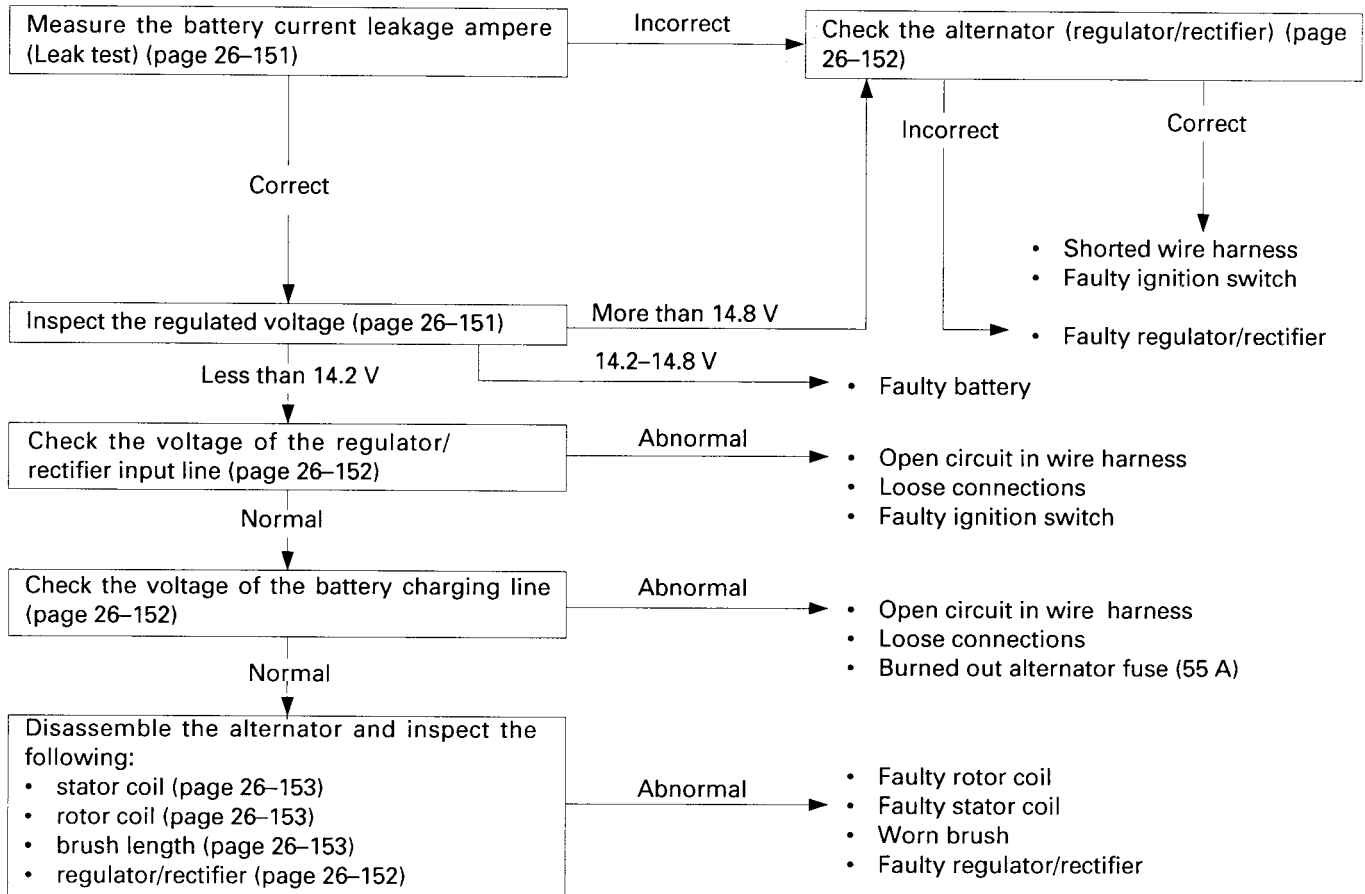 Measure the battery current leakage ampere
(Leak test) (page 26–151)
Incorrect
Check the alternator (regulator/rectifier) (page
26–152)
Incorrect
Correct
Correct
• Shorted wire harness
• Faulty ignition switch
• Faulty regulator/rectifier
Inspect the regulated voltage (page 26–151)
More than 14.8 V
14.2–14.8 V
Less than 14.2 V
• Faulty battery
Check the voltage of the regulator/
rectifier input line (page 26–152)
Abnormal
• Open circuit in wire harness
• Loose connections
• Faulty ignition switch
Normal
Check the voltage of the battery charging line
(page 26–152)
Abnormal
• Open circuit in wire harness
• Loose connections
• Burned out alternator fuse (55 A)
Normal
Disassemble the alternator and inspect the
following:
• stator coil (page 26–153)
• rotor coil (page 26–153)
• brush length (page 26–153)
• regulator/rectifier (page 26–152)
Abnormal
• Faulty rotor coil
• Faulty stator coil
• Worn brush
• Faulty regulator/rectifier